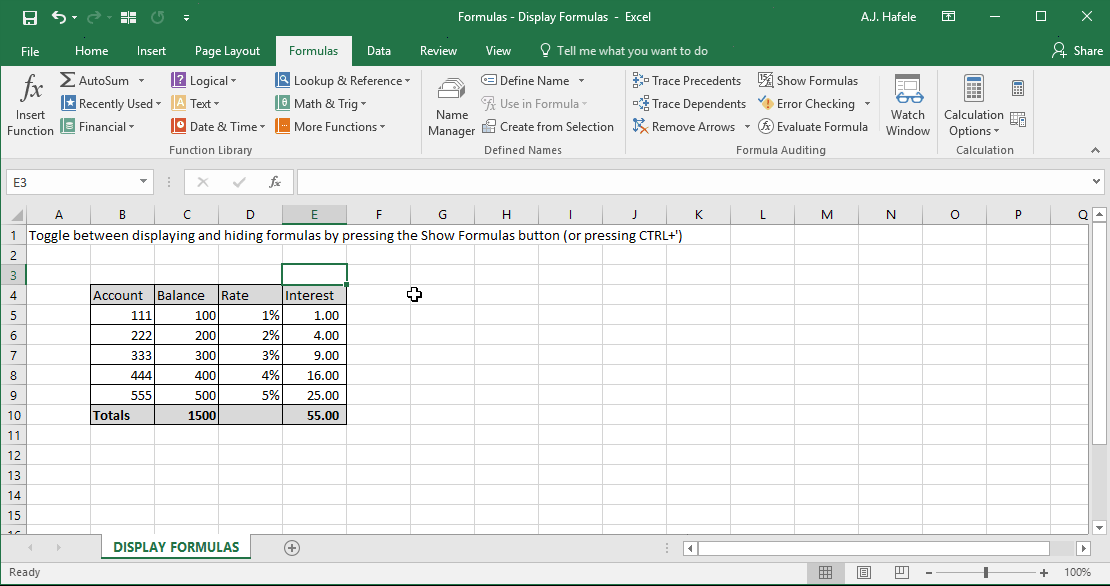 Formulas - Display Formulas - Excel
A.J. Hafele
File Home Insert Page Layout Formulas Data Review View Tell me what you want to do Share
fx Insert Function
AutoSum
Recently Used
Financial
Logical
Text
Date & Time
Lookup & Reference
Math & Trig
More Functions
Function Library
Name Manager
Define Name
Use in Formula
Create from Selection
Defined Names
Trace Precedents
Trace Dependents
Remove Arrows
Show Formulas
Error Checking
Evaluate Formula
Formula Auditing
Watch Window
Calculation Options
Calculation
E3 fx
A B C D E F G H I J K L M N O P Q
1 Toggle between displaying and hiding formulas by pressing the Show Formulas button (or pressing CTRL+')
2
3
4 Account Balance Rate Interest
5 111 100 1% 1.00
6 222 200 2% 4.00
7 333 300 3% 9.00
8 444 400 4% 16.00
9 555 500 5% 25.00
10 Totals 1500 55.00
11
12
13
14
15
16
DISPLAY FORMULAS
Ready
100%